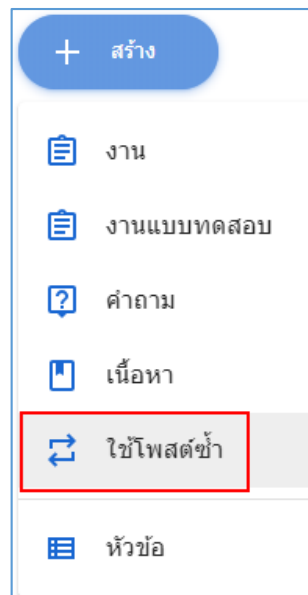 สร้าง
งาน
งานแบบทดสอบ
คำถาม
เนื้อหา
ใช้โพสต์ซ้ำ
หัวข้อ